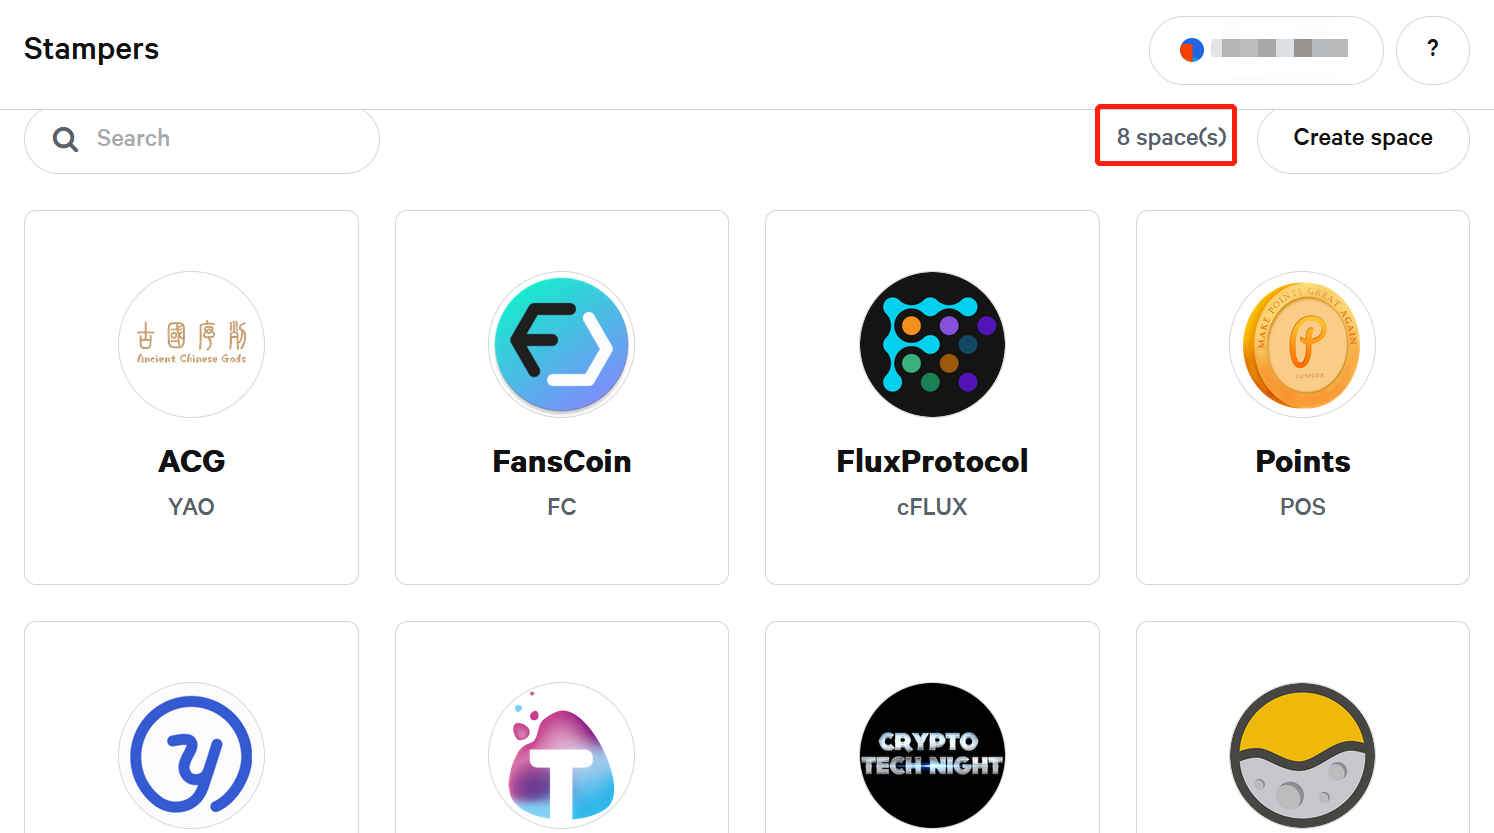 Stampers
?
Search
8 space(s)
Create space
古國序列
Ancient Chinese Gods
MAKE POINTS GREAT AGAIN
CONFLUX
ACG
FansCoin
FluxProtocol
Points
YAO
FC
cFLUX
POS
T
CRYPTO
TECH NIGHT